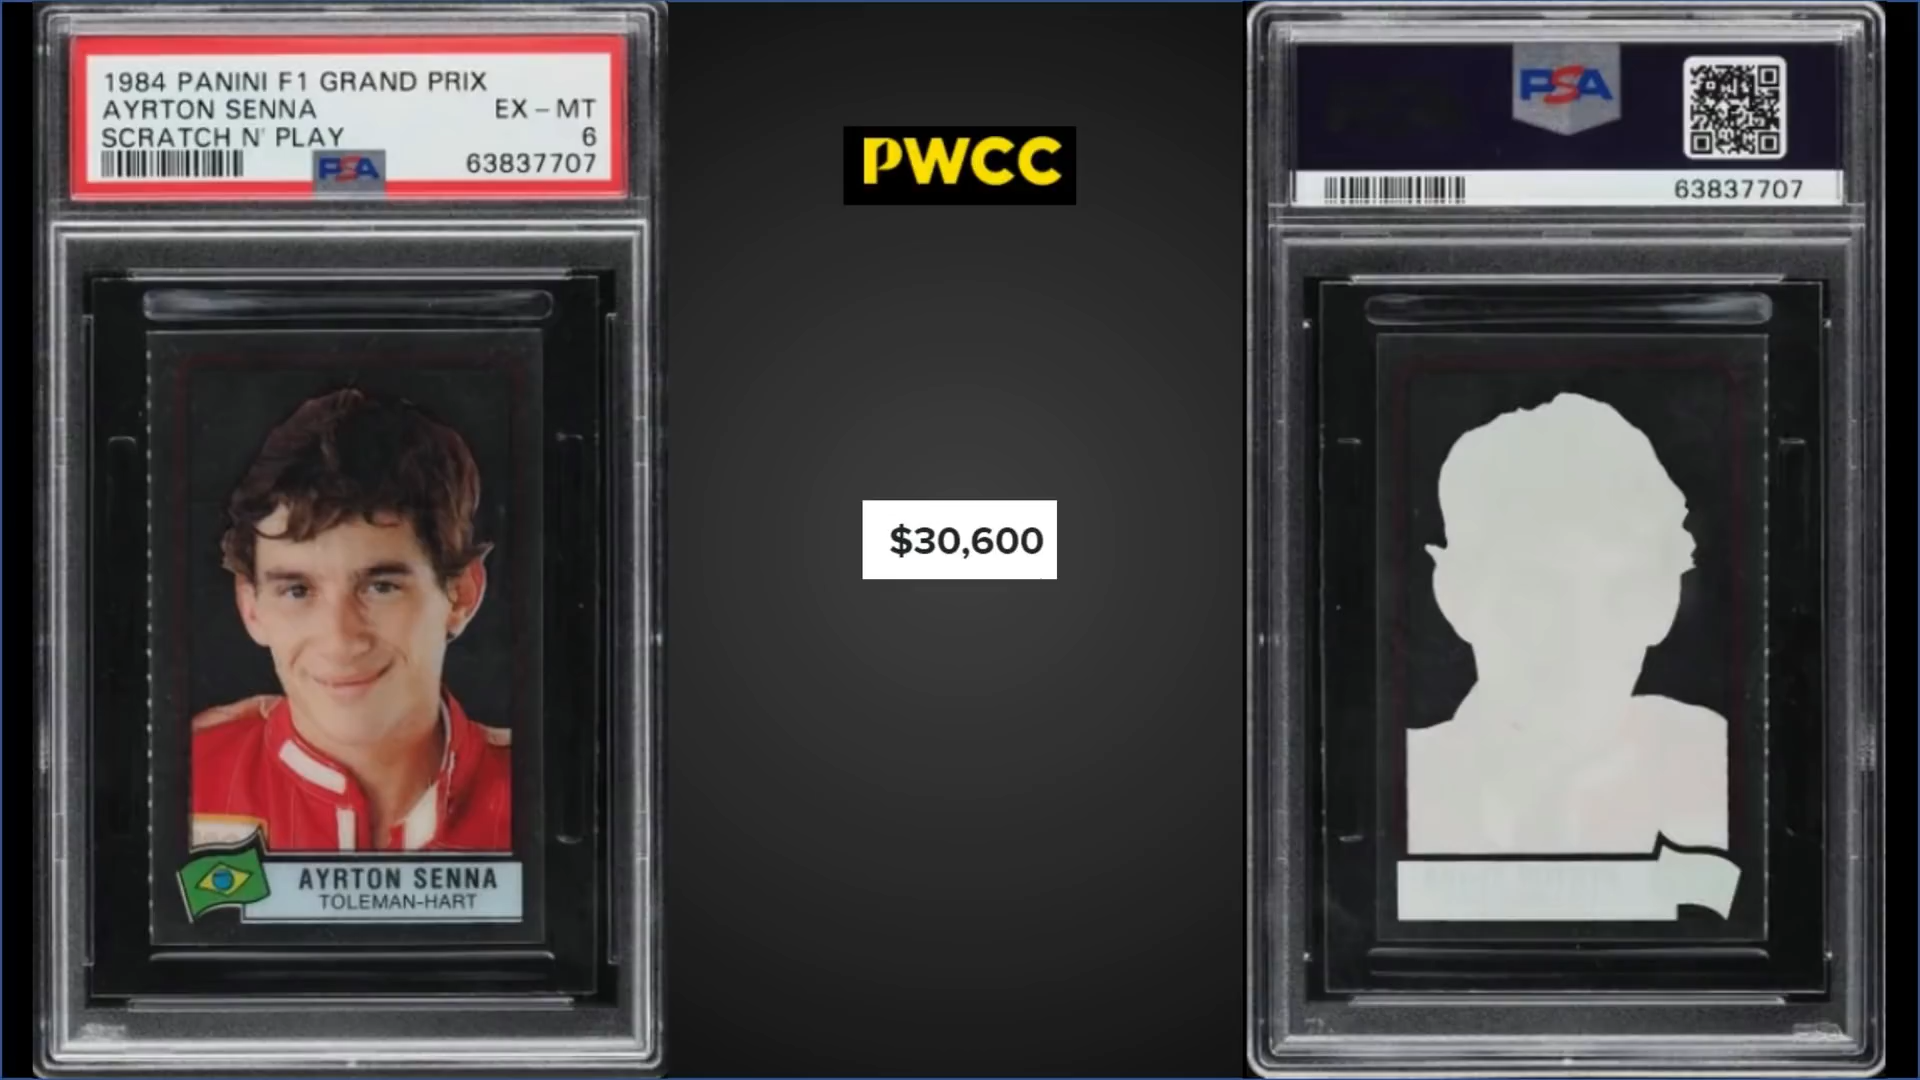 1984 PANINI F1 GRAND PRIX
AYRTON SENNA EX - MT
SCRATCH N' PLAY 6
PSA 63837707
AYRTON SENNA
TOLEMAN-HART
PWCC
$30,600
PSA
63837707